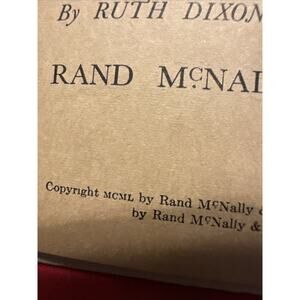 By RUTH DIXON
RAND McNAL
Copyright MCML by Rand McNally &
by Rand McNally &